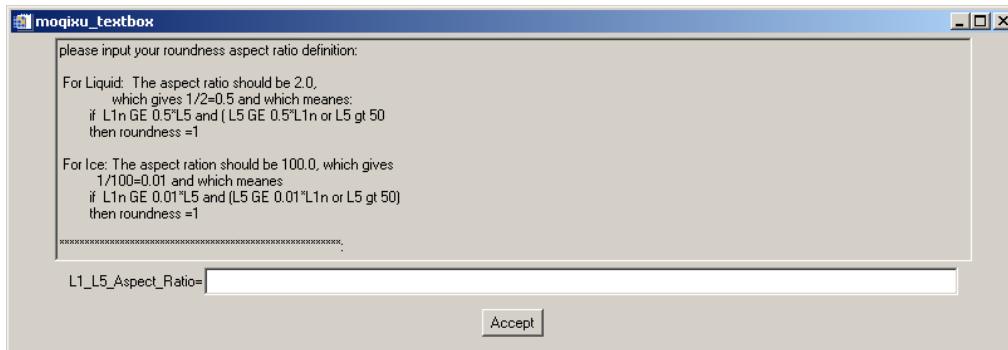 moqixu_textbox
please input your roundness aspect ratio definition:
For Liquid:  The aspect ratio should be 2.0,
which gives 1/2=0.5 and which meanes:
if  L1n GE 0.5*L5 and ( L5 GE 0.5*L1n or L5 gt 50
then roundness =1
For Ice: The aspect ration should be 100.0, which gives
1/100=0.01 and which meanes
if  L1n GE 0.01*L5 and (L5 GE 0.01*L1n or L5 gt 50)
then roundness =1
********************************************************:
L1_L5_Aspect_Ratio=
Accept